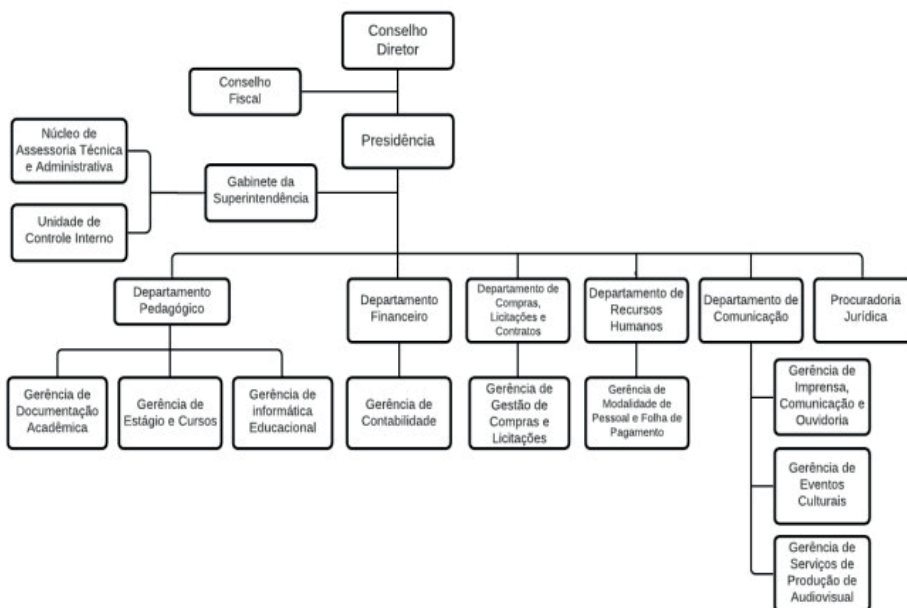 Conselho
Diretor
Conselho
Fiscal
Presidência
Núcleo de
Assessoria Técnica
e Administrativa
Gabinete da
Superintendência
Unidade de
Controle Interno
Departamento
Pedagógico
Departamento
Financeiro
Departamento de
Compras,
Licitações e
Contratos
Departamento de
Recursos
Humanos
Departamento de
Comunicação
Procuradoria
Jurídica
Gerência de
Documentação
Acadêmica
Gerência de
Estágio e Cursos
Gerência de
informática
Educacional
Gerência de
Contabilidade
Gerência de
Gestão de
Compras e
Licitações
Gerência de
Modalidade de
Pessoal e Folha de
Pagamento
Gerência de
Imprensa,
Comunicação e
Ouvidoria
Gerência de
Eventos
Culturais
Gerência de
Serviços de
Produção de
Audiovisual